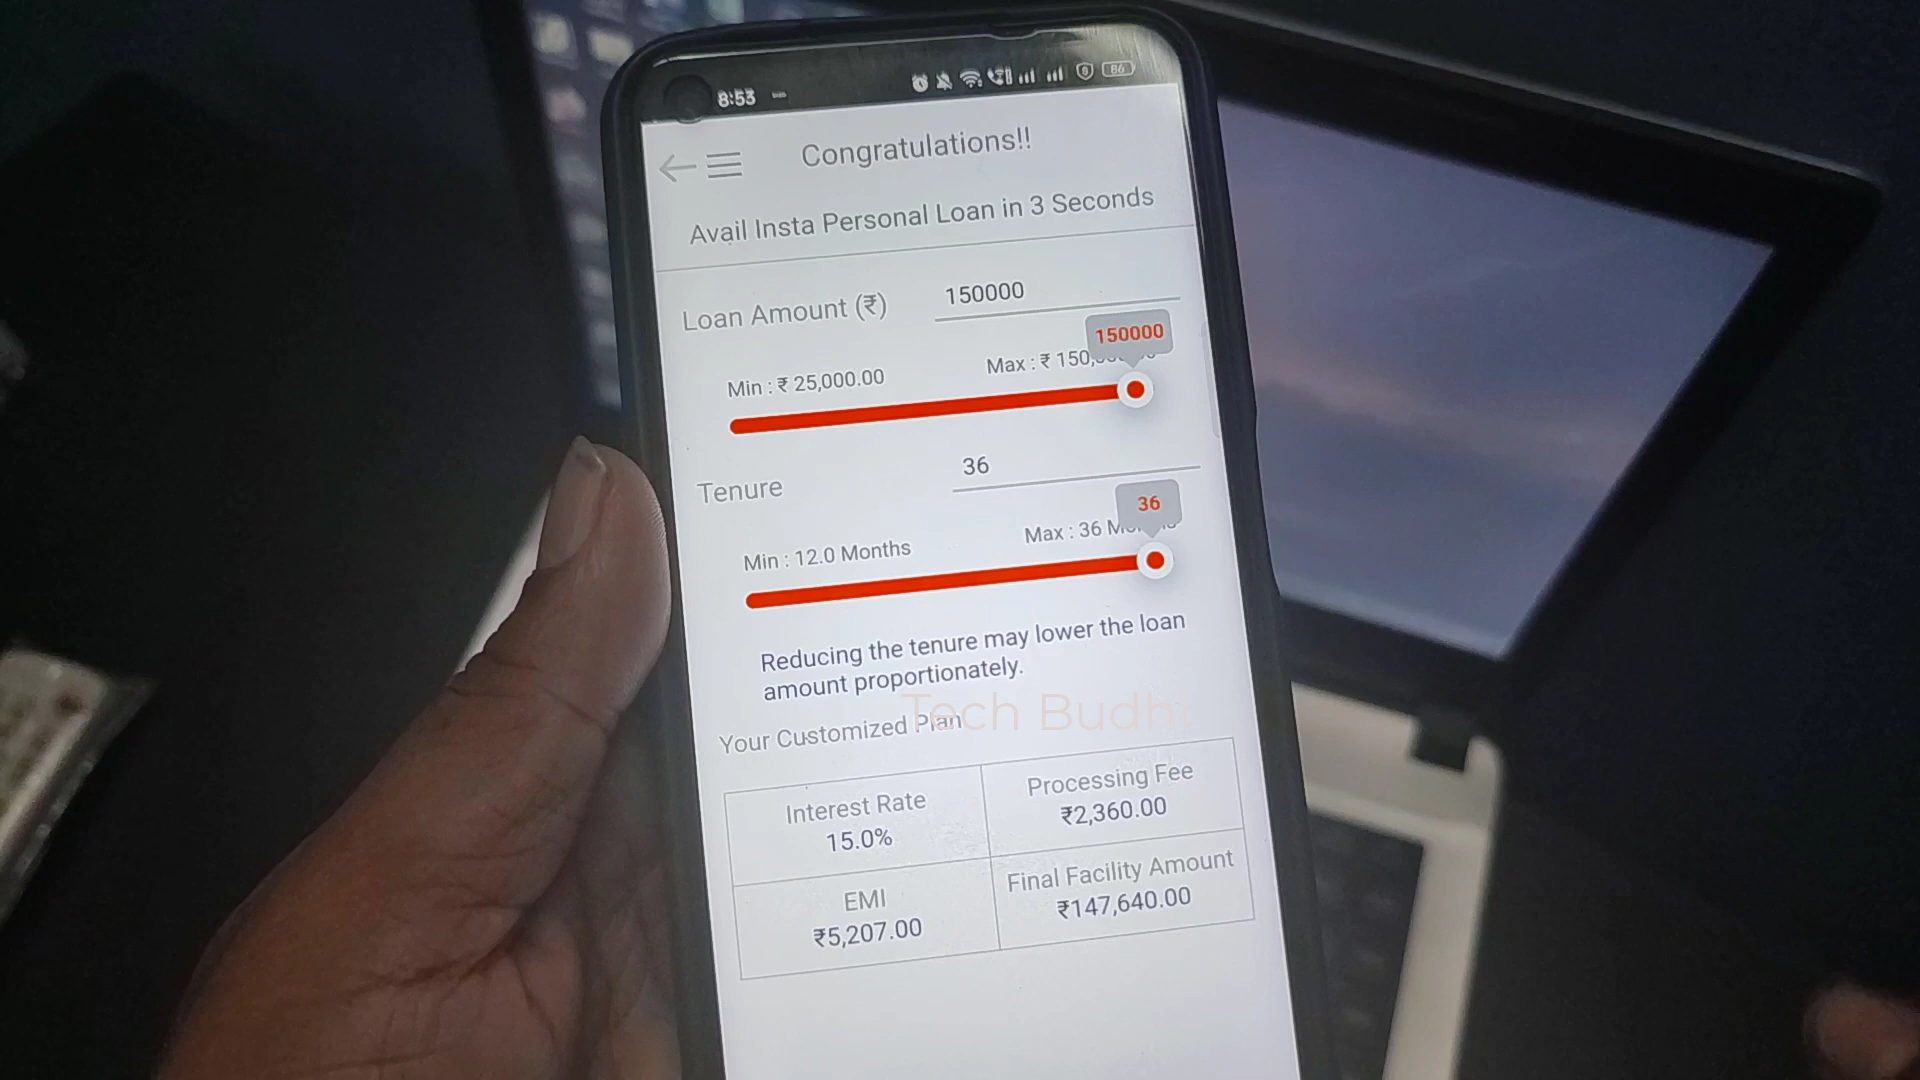 8:53
86
Congratulations!!
Avail Insta Personal Loan in 3 Seconds
Loan Amount (₹)
150000
150000
Min : ₹ 25,000.00
Max : ₹ 150,
Tenure
36
36
Min : 12.0 Months
Max : 36
Reducing the tenure may lower the loan
amount proportionately.
Tech Budhi
Your Customized Plan
Interest Rate
15.0%
Processing Fee
₹2,360.00
EMI
₹5,207.00
Final Facility Amount
₹147,640.00